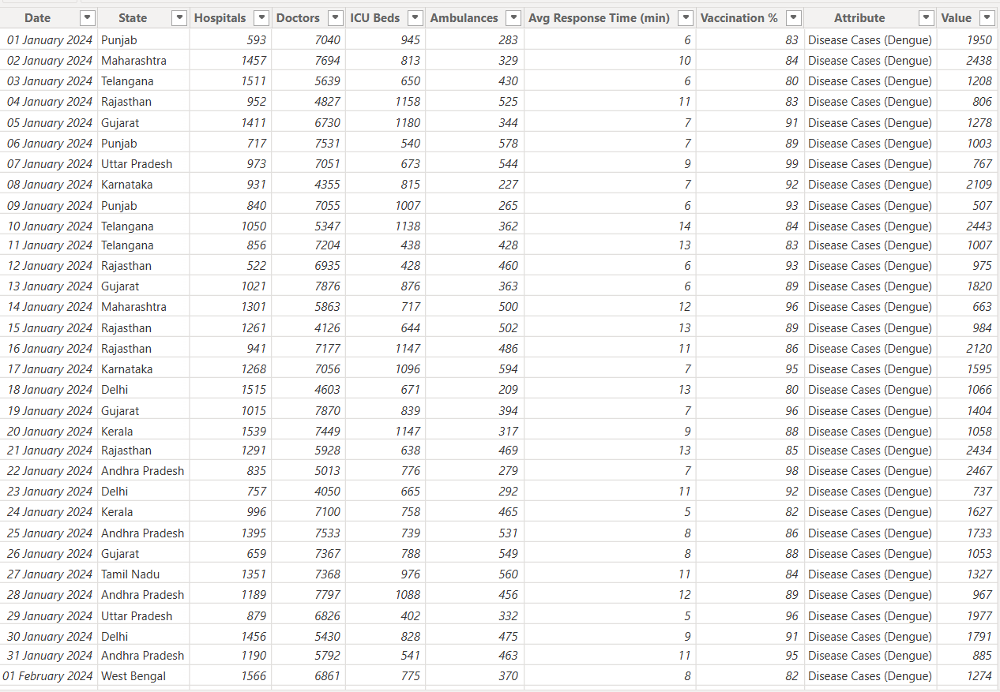 Date State Hospitals Doctors ICU Beds Ambulances Avg Response Time (min) Vaccination % Attribute Value
01 January 2024 Punjab 593 7040 945 283 6 83 Disease Cases (Dengue) 1950
02 January 2024 Maharashtra 1457 7694 813 329 10 84 Disease Cases (Dengue) 2438
03 January 2024 Telangana 1511 5639 650 430 6 80 Disease Cases (Dengue) 1208
04 January 2024 Rajasthan 952 4827 1158 525 11 83 Disease Cases (Dengue) 806
05 January 2024 Gujarat 1411 6730 1180 344 7 91 Disease Cases (Dengue) 1278
06 January 2024 Punjab 717 7531 540 578 7 89 Disease Cases (Dengue) 1003
07 January 2024 Uttar Pradesh 973 7051 673 544 9 99 Disease Cases (Dengue) 767
08 January 2024 Karnataka 931 4355 815 227 7 92 Disease Cases (Dengue) 2109
09 January 2024 Punjab 840 7055 1007 265 6 93 Disease Cases (Dengue) 507
10 January 2024 Telangana 1050 5347 1138 362 14 84 Disease Cases (Dengue) 2443
11 January 2024 Telangana 856 7204 438 428 13 83 Disease Cases (Dengue) 1007
12 January 2024 Rajasthan 522 6935 428 460 6 93 Disease Cases (Dengue) 975
13 January 2024 Gujarat 1021 7876 876 363 6 89 Disease Cases (Dengue) 1820
14 January 2024 Maharashtra 1301 5863 717 500 12 96 Disease Cases (Dengue) 663
15 January 2024 Rajasthan 1261 4126 644 502 13 89 Disease Cases (Dengue) 984
16 January 2024 Rajasthan 941 7177 1147 486 11 86 Disease Cases (Dengue) 2120
17 January 2024 Karnataka 1268 7056 1096 594 7 95 Disease Cases (Dengue) 1595
18 January 2024 Delhi 1515 4603 671 209 13 80 Disease Cases (Dengue) 1066
19 January 2024 Gujarat 1015 7870 839 394 7 96 Disease Cases (Dengue) 1404
20 January 2024 Kerala 1539 7449 1147 317 9 88 Disease Cases (Dengue) 1058
21 January 2024 Rajasthan 1291 5928 638 469 13 85 Disease Cases (Dengue) 2434
22 January 2024 Andhra Pradesh 835 5013 776 279 7 98 Disease Cases (Dengue) 2467
23 January 2024 Delhi 757 4050 665 292 11 92 Disease Cases (Dengue) 737
24 January 2024 Kerala 996 7100 758 465 5 82 Disease Cases (Dengue) 1627
25 January 2024 Andhra Pradesh 1395 7533 739 531 8 86 Disease Cases (Dengue) 1733
26 January 2024 Gujarat 659 7367 788 549 8 88 Disease Cases (Dengue) 1053
27 January 2024 Tamil Nadu 1351 7368 976 560 11 84 Disease Cases (Dengue) 1327
28 January 2024 Andhra Pradesh 1189 7797 1088 456 12 89 Disease Cases (Dengue) 967
29 January 2024 Uttar Pradesh 879 6826 402 332 5 96 Disease Cases (Dengue) 1977
30 January 2024 Delhi 1456 5430 828 475 9 91 Disease Cases (Dengue) 1791
31 January 2024 Andhra Pradesh 1190 5792 541 463 11 95 Disease Cases (Dengue) 885
01 February 2024 West Bengal 1566 6861 775 370 8 82 Disease Cases (Dengue) 1274